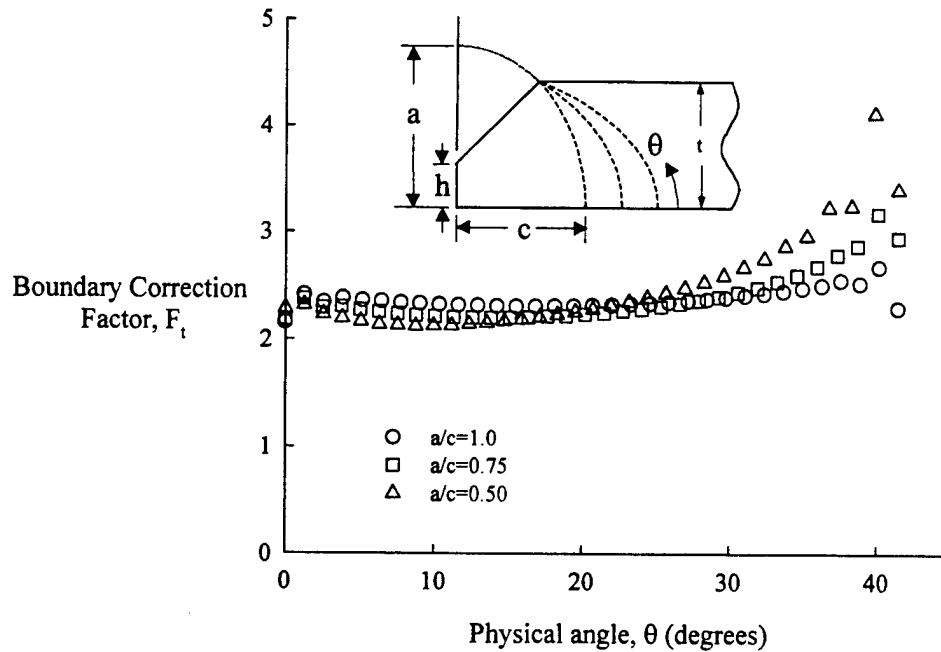 5
4
3
2
1
0
Boundary Correction
Factor, Ft
a
h
c
θ
t
a/c=1.0
a/c=0.75
a/c=0.50
0
10
20
30
40
Physical angle, θ (degrees)